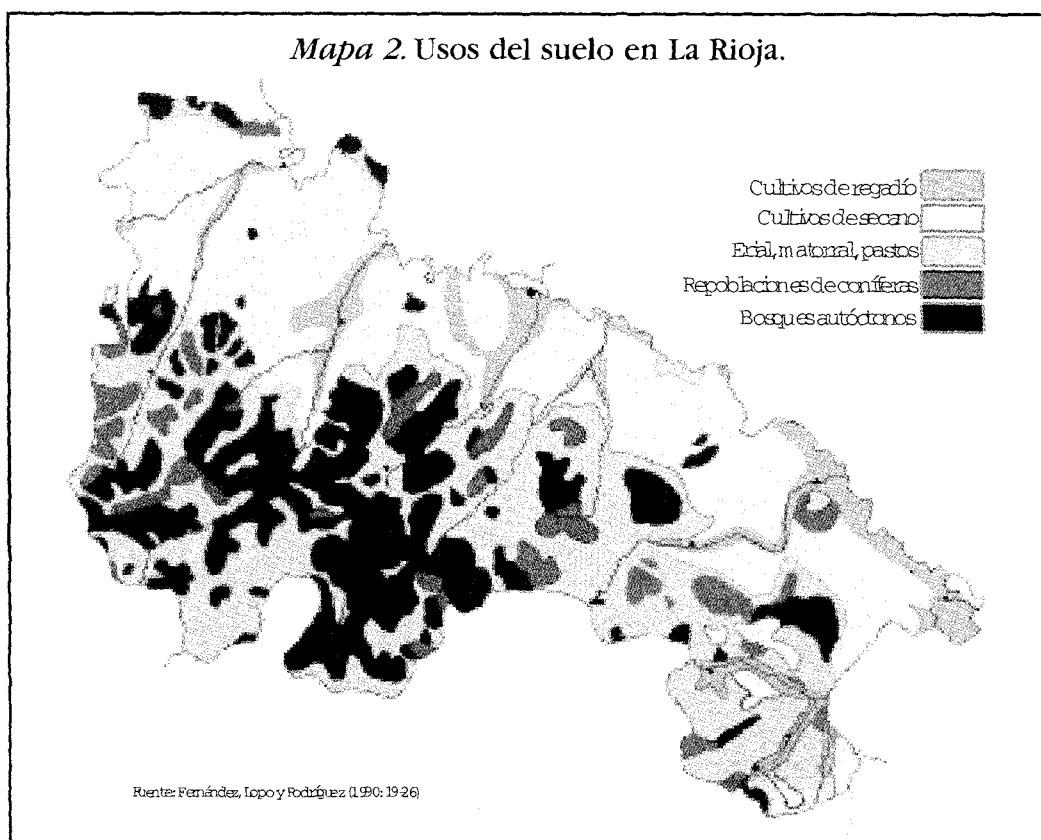 Mapa 2. Usos del suelo en La Rioja.
Cultivos de regadío
Cultivos de secano
Erial, matorral, pastos
Repoblaciones de coníferas
Bosques autóctonos
Fuente: Fernández, Lopo y Rodríguez (1990: 19-26)